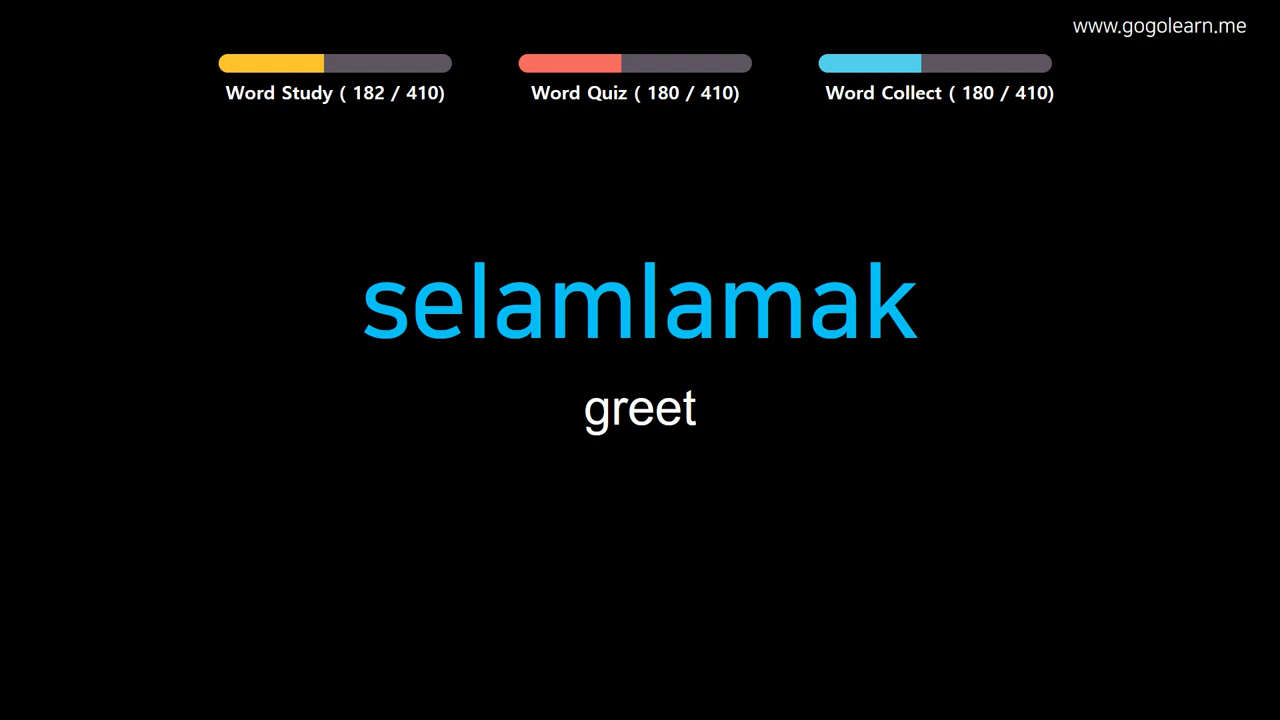 www.gogolearn.me
Word Study ( 182 / 410)
Word Quiz ( 180 / 410)
Word Collect ( 180 / 410)
selamlamak
greet